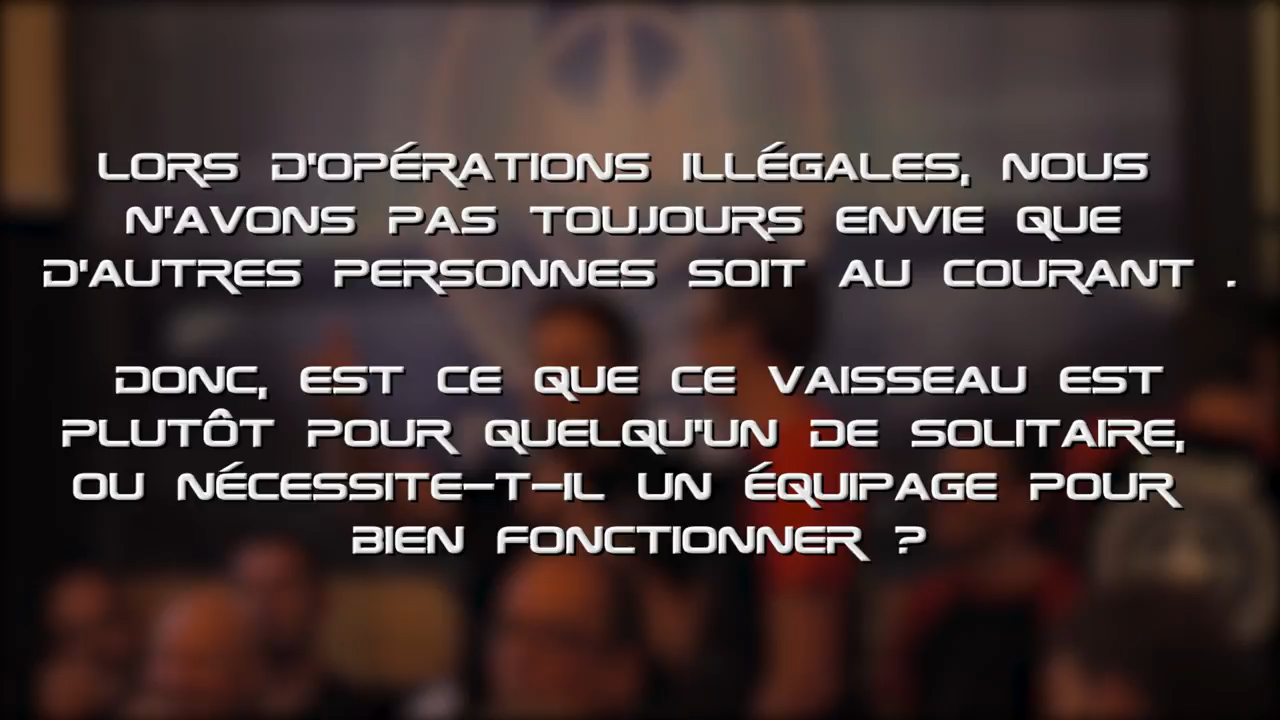 LORS D'OPÉRATIONS ILLÉGALES, NOUS
N'AVONS PAS TOUJOURS ENVIE QUE
D'AUTRES PERSONNES SOIT AU COURANT .
DONC, EST CE QUE CE VAISSEAU EST
PLUTÔT POUR QUELQU'UN DE SOLITAIRE,
OU NÉCESSITE-T-IL UN ÉQUIPAGE POUR
BIEN FONCTIONNER ?